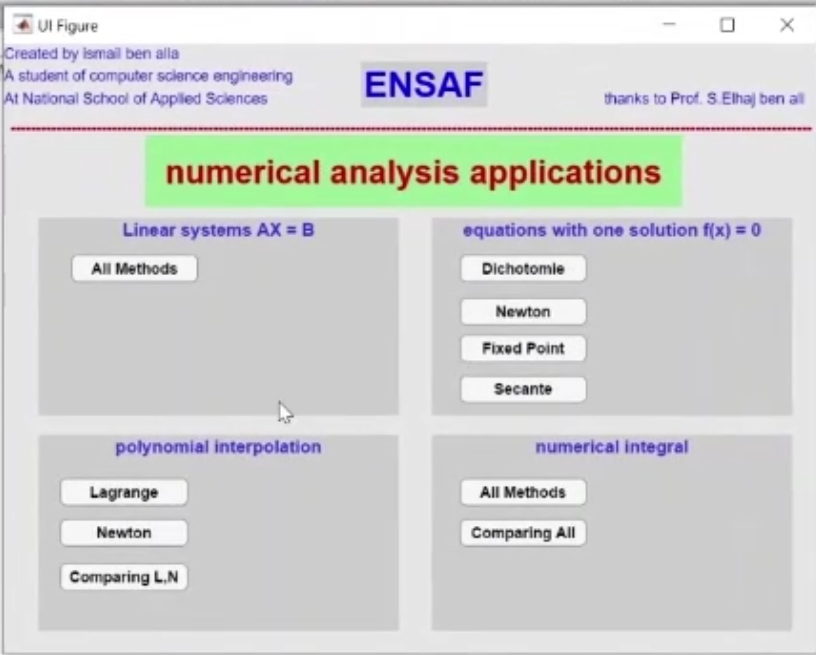 UI Figure
Created by ismail ben alla
A student of computer science engineering
At National School of Applied Sciences
ENSAF
thanks to Prof. S.Elhaj ben all
numerical analysis applications
Linear systems AX = B
All Methods
equations with one solution f(x) = 0
Dichotomie
Newton
Fixed Point
Secante
polynomial interpolation
Lagrange
Newton
Comparing L,N
numerical integral
All Methods
Comparing All